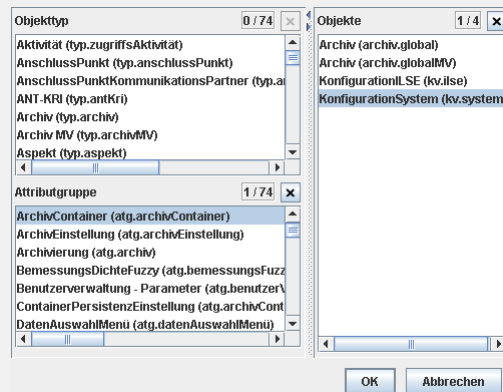 Objekttyp 0 / 74
Aktivität (typ.zugriffsAktivität)
AnschlussPunkt (typ.anschlussPunkt)
AnschlussPunktKommunikationsPartner (typ.a
ANT-KRI (typ.antKri)
Archiv (typ.archiv)
Archiv MV (typ.archivMV)
Aspekt (typ.aspekt)
Attributgruppe 1 / 74
ArchivContainer (atg.archivContainer)
ArchivEinstellung (atg.archivEinstellung)
Archivierung (atg.archiv)
BemessungsDichteFuzzy (atg.bemessungsFuzz
Benutzerverwaltung - Parameter (atg.benutzerV
ContainerPersistenzEinstellung (atg.archivCont
DatenAuswahlMenü (atg.datenAuswahlMenü)
Objekte 1 / 4
Archiv (archiv.global)
Archiv (archiv.globalMV)
KonfigurationILSE (kv.ilse)
KonfigurationSystem (kv.system
OK Abbrechen